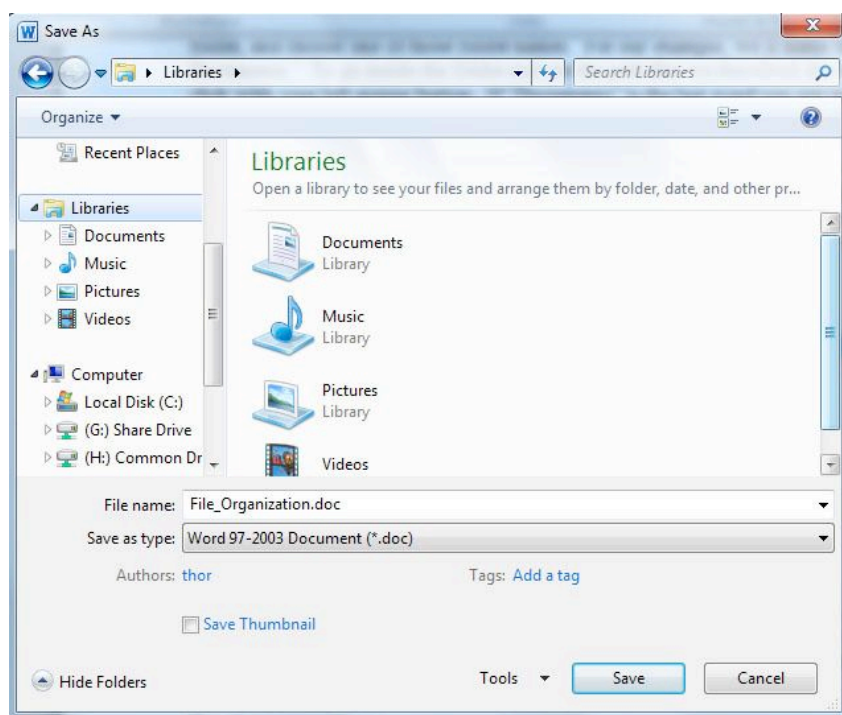 Save As
Libraries
Search Libraries
Organize
Recent Places
Libraries
Documents
Music
Pictures
Videos
Computer
Local Disk (C:)
(G:) Share Drive
(H:) Common Dr
Libraries
Open a library to see your files and arrange them by folder, date, and other pr...
Documents
Library
Music
Library
Pictures
Library
Videos
File name: File_Organization.doc
Save as type: Word 97-2003 Document (*.doc)
Authors: thor Tags: Add a tag
Save Thumbnail
Hide Folders Tools Save Cancel